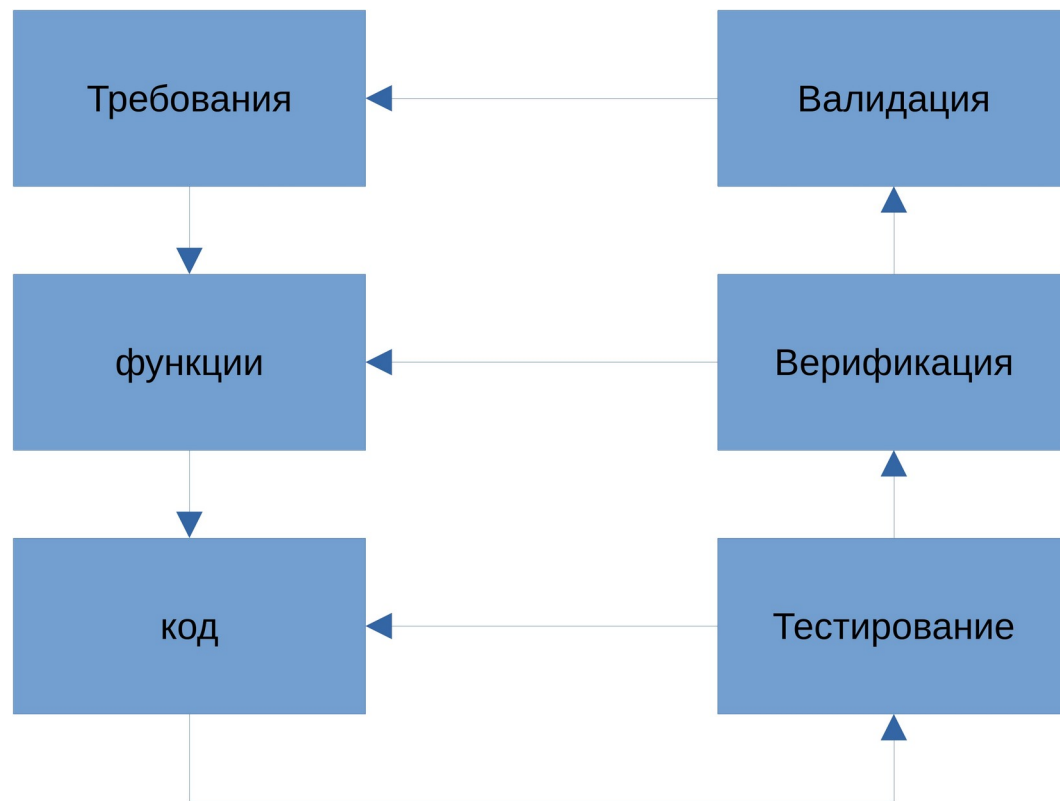 Требования
Валидация
функции
Верификация
код
Тестирование